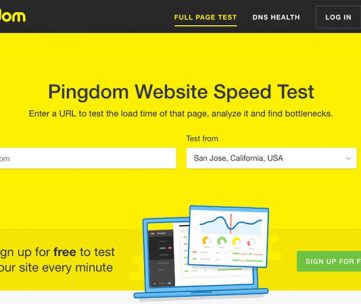 dom FULL PAGE TEST DNS HEALTH LOG IN
Pingdom Website Speed Test
Enter a URL to test the load time of that page, analyze it and find bottlenecks.
Test from
om San Jose, California, USA
gn up for free to test
our site every minute
SIGN UP FOR F